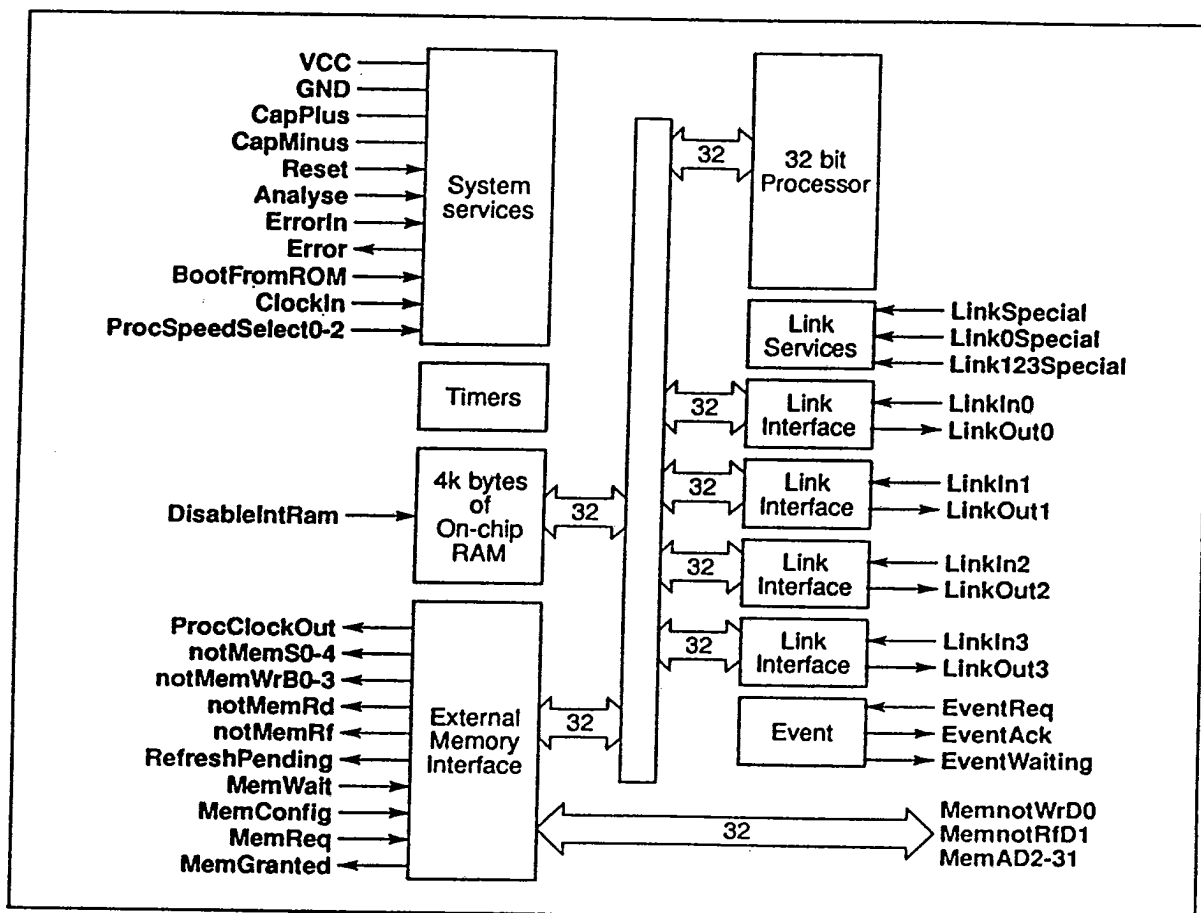 VCC
GND
CapPlus
CapMinus
Reset
Analyse
ErrorIn
Error
BootFromROM
ClockIn
ProcSpeedSelect0-2
System
services
Timers
DisableIntRam
4k bytes
of
On-chip
RAM
32
ProcClockOut
notMemS0-4
notMemWrB0-3
notMemRd
notMemRf
RefreshPending
MemWait
MemConfig
MemReq
MemGranted
External
Memory
Interface
32
32
32 bit
Processor
Link
Services
LinkSpecial
Link0Special
Link123Special
32
Link
Interface
LinkIn0
LinkOut0
32
Link
Interface
LinkIn1
LinkOut1
32
Link
Interface
LinkIn2
LinkOut2
32
Link
Interface
LinkIn3
LinkOut3
Event
EventReq
EventAck
EventWaiting
32
MemnotWrD0
MemnotRfD1
MemAD2-31